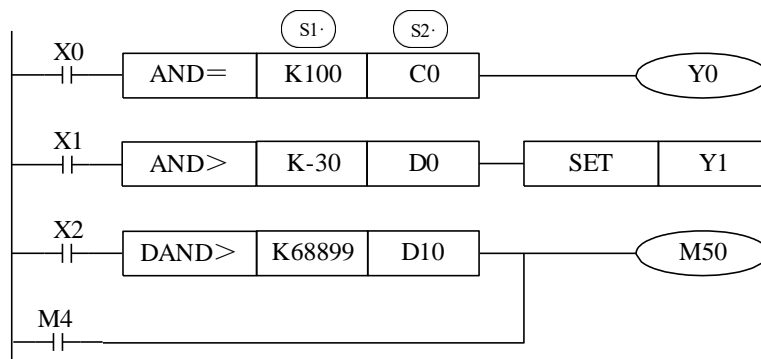 S1· S2·
X0
AND＝ K100 C0 Y0
X1
AND＞ K-30 D0 SET Y1
X2
DAND＞ K68899 D10 M50
M4